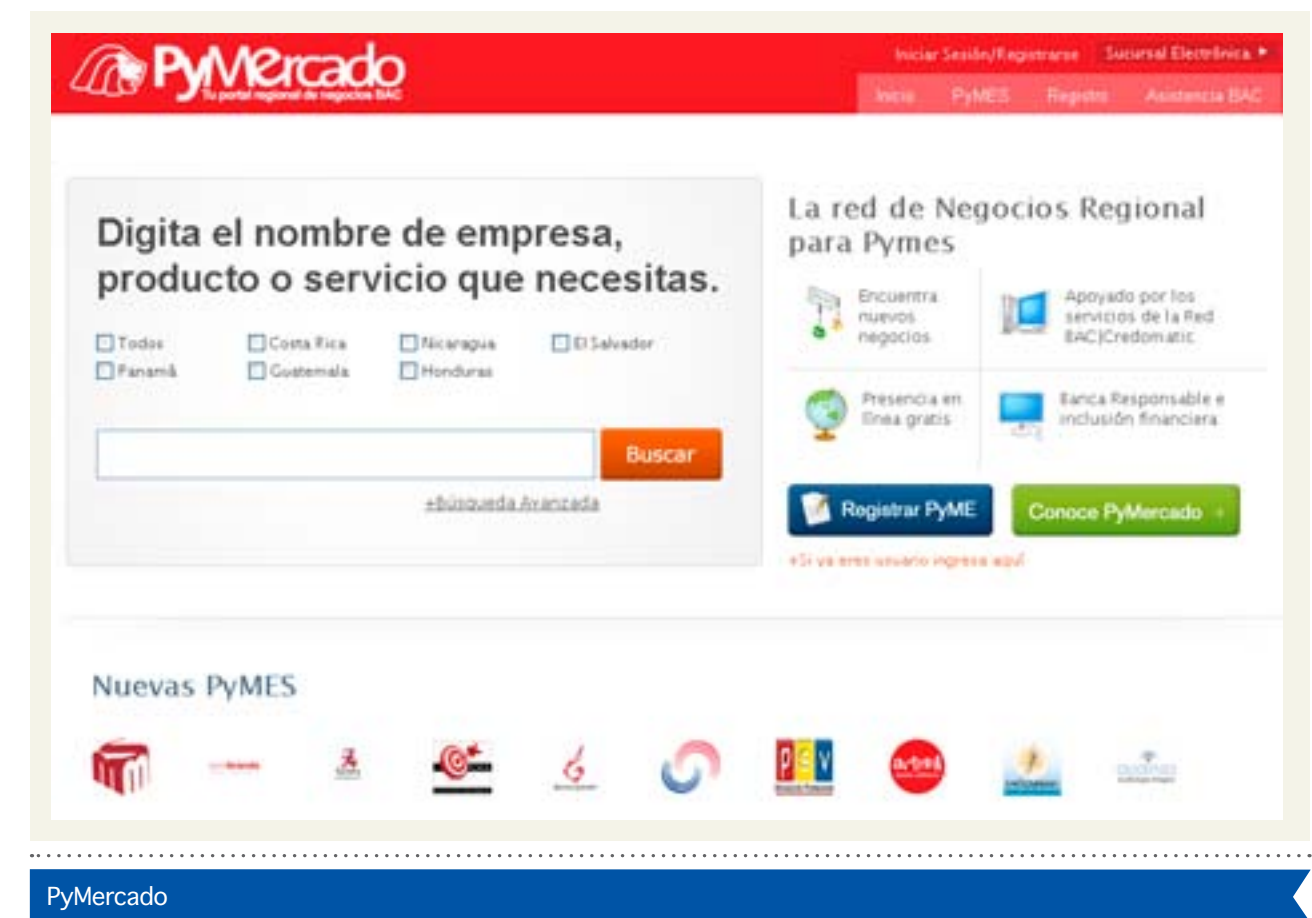 PyMercado
Tu portal regional de negocios BAC
Iniciar Sesión/Registrarse
Sucursal Electrónica
Inicio PyMES Registro Asistencia BAC
Digita el nombre de empresa,
producto o servicio que necesitas.
Todos Costa Rica Nicaragua El Salvador
Panamá Guatemala Honduras
Buscar
+Búsqueda Avanzada
La red de Negocios Regional
para Pymes
Encuentra
nuevos
negocios
Apoyado por los
servicios de la Red
BAC|Credomatic
Presencia en
línea gratis
Banca Responsable e
inclusión financiera
Registrar PyME
Conoce PyMercado +
+Si ya eres usuario ingresa aquí
Nuevas PyMES
PSV
PyMercado